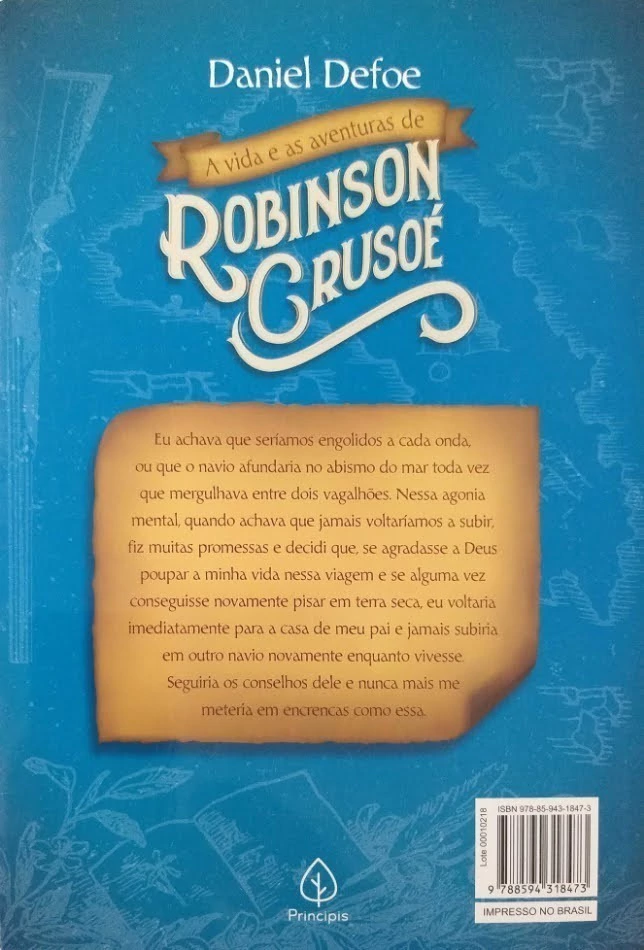 Daniel Defoe
A vida e as aventuras de
ROBINSON
CRUSOÉ
Eu achava que seríamos engolidos a cada onda,
ou que o navio afundaria no abismo do mar toda vez
que mergulhava entre dois vagalhões. Nessa agonia
mental, quando achava que jamais voltaríamos a subir,
fiz muitas promessas e decidi que, se agradasse a Deus
poupar a minha vida nessa viagem e se alguma vez
conseguisse novamente pisar em terra seca, eu voltaria
imediatamente para a casa de meu pai e jamais subiria
em outro navio novamente enquanto vivesse.
Seguiria os conselhos dele e nunca mais me
meteria em encrencas como essa.
Lote 00010218
ISBN 978-85-943-1847-3
9 788594 318473
IMPRESSO NO BRASIL
Principis